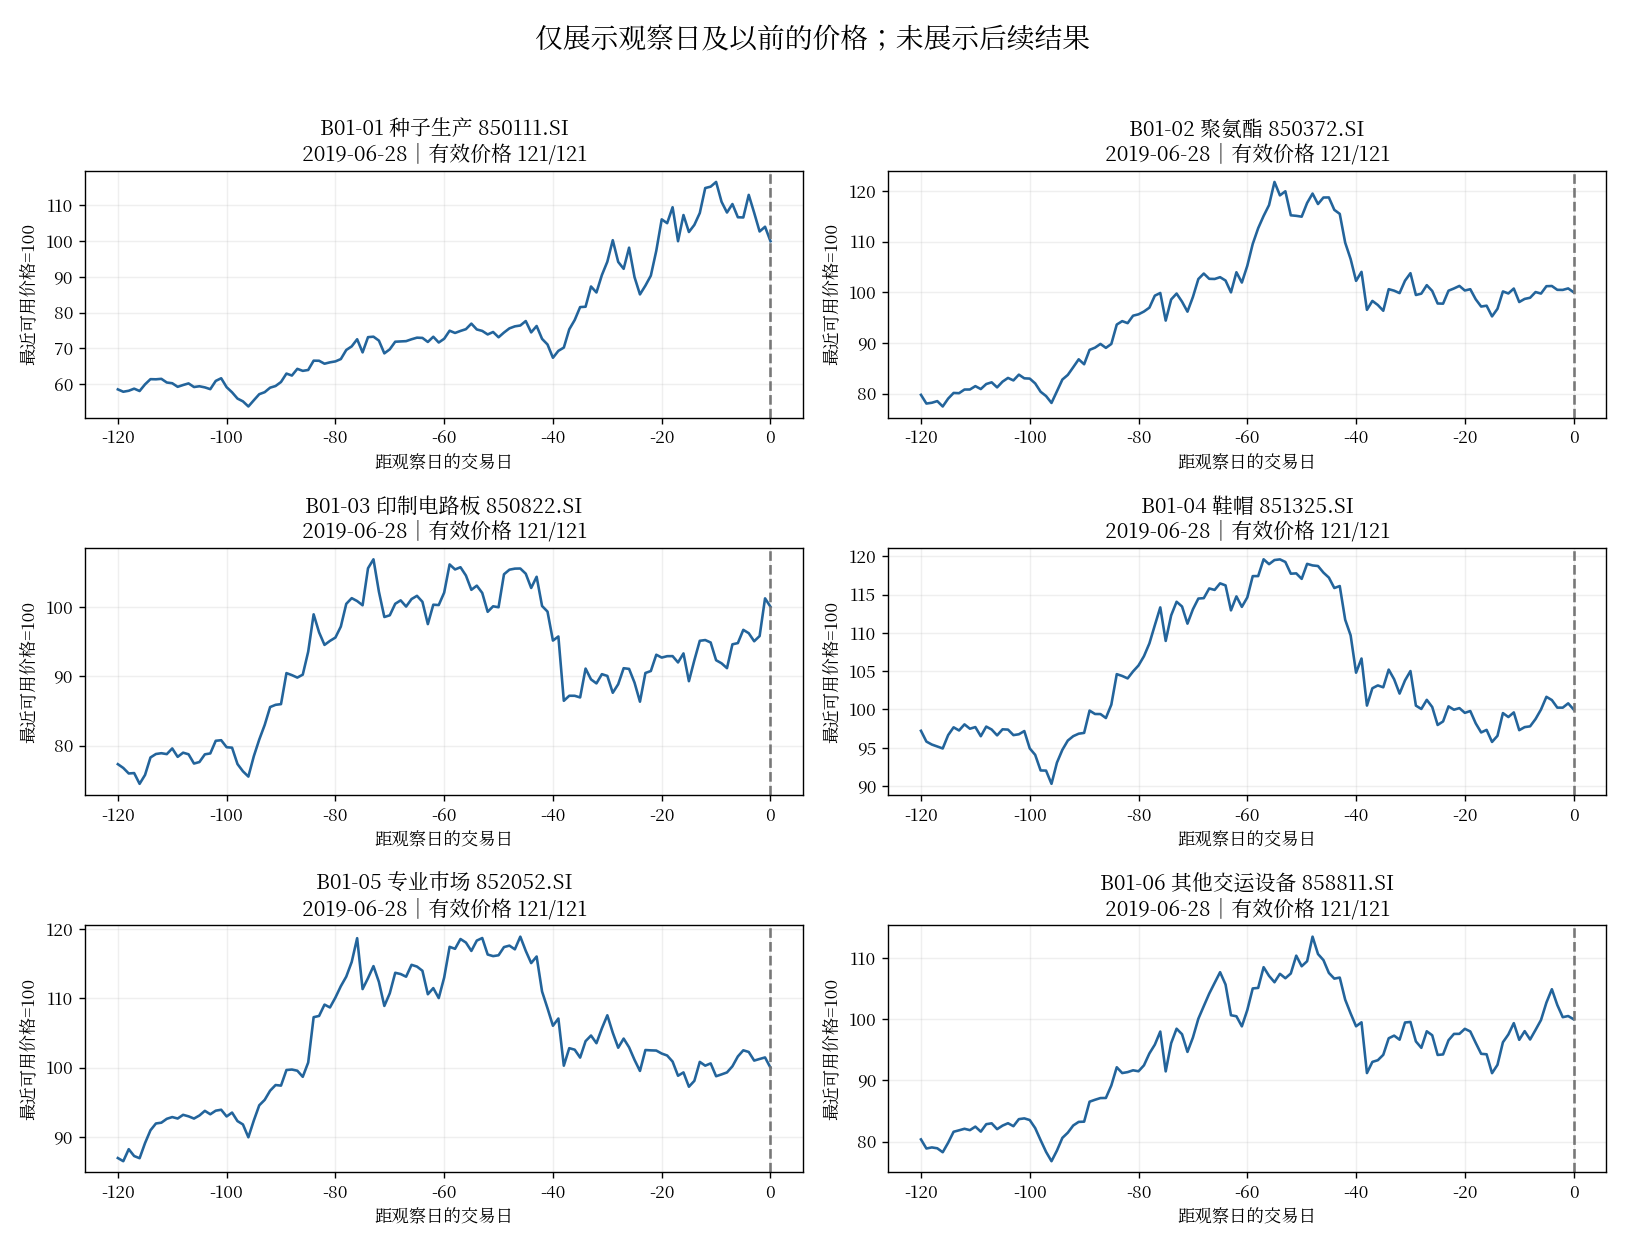 仅展示观察日及以前的价格；未展示后续结果
B01-01 种子生产 850111.SI
2019-06-28｜有效价格 121/121
最近可用价格=100
110
100
90
80
70
60
-120 -100 -80 -60 -40 -20 0
距观察日的交易日
B01-02 聚氨酯 850372.SI
2019-06-28｜有效价格 121/121
最近可用价格=100
120
110
100
90
80
-120 -100 -80 -60 -40 -20 0
距观察日的交易日
B01-03 印制电路板 850822.SI
2019-06-28｜有效价格 121/121
最近可用价格=100
100
90
80
-120 -100 -80 -60 -40 -20 0
距观察日的交易日
B01-04 鞋帽 851325.SI
2019-06-28｜有效价格 121/121
最近可用价格=100
120
115
110
105
100
95
90
-120 -100 -80 -60 -40 -20 0
距观察日的交易日
B01-05 专业市场 852052.SI
2019-06-28｜有效价格 121/121
最近可用价格=100
120
110
100
90
-120 -100 -80 -60 -40 -20 0
距观察日的交易日
B01-06 其他交运设备 858811.SI
2019-06-28｜有效价格 121/121
最近可用价格=100
110
100
90
80
-120 -100 -80 -60 -40 -20 0
距观察日的交易日